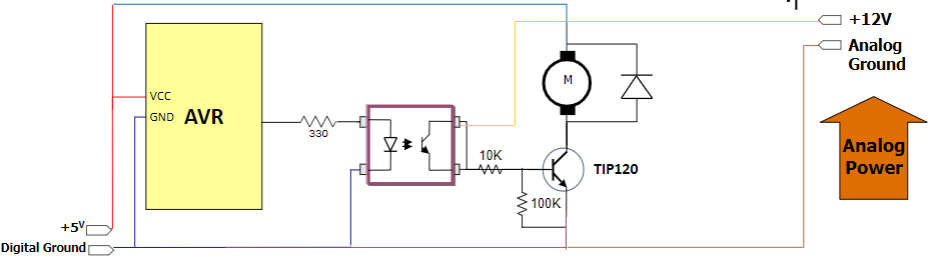 +12V
Analog
Ground
M
VCC
GND
AVR
330
10K
TIP120
100K
Analog
Power
+5V
Digital Ground